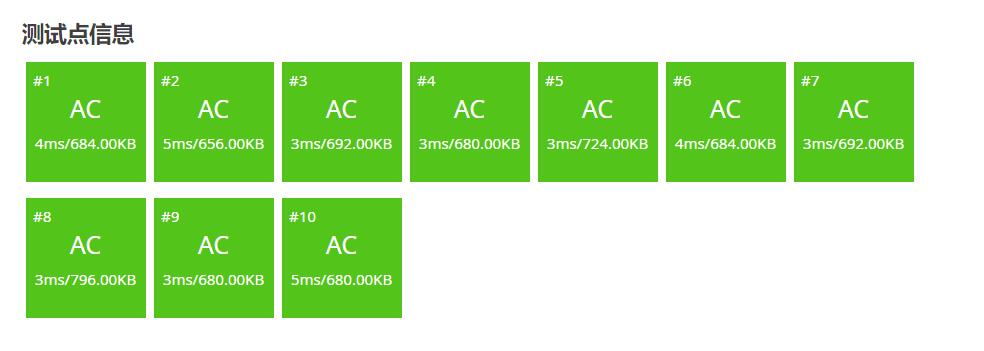 测试点信息
#1 #2 #3 #4 #5 #6 #7
AC AC AC AC AC AC AC
4ms/684.00KB 5ms/656.00KB 3ms/692.00KB 3ms/680.00KB 3ms/724.00KB 4ms/684.00KB 3ms/692.00KB
#8 #9 #10
AC AC AC
3ms/796.00KB 3ms/680.00KB 5ms/680.00KB